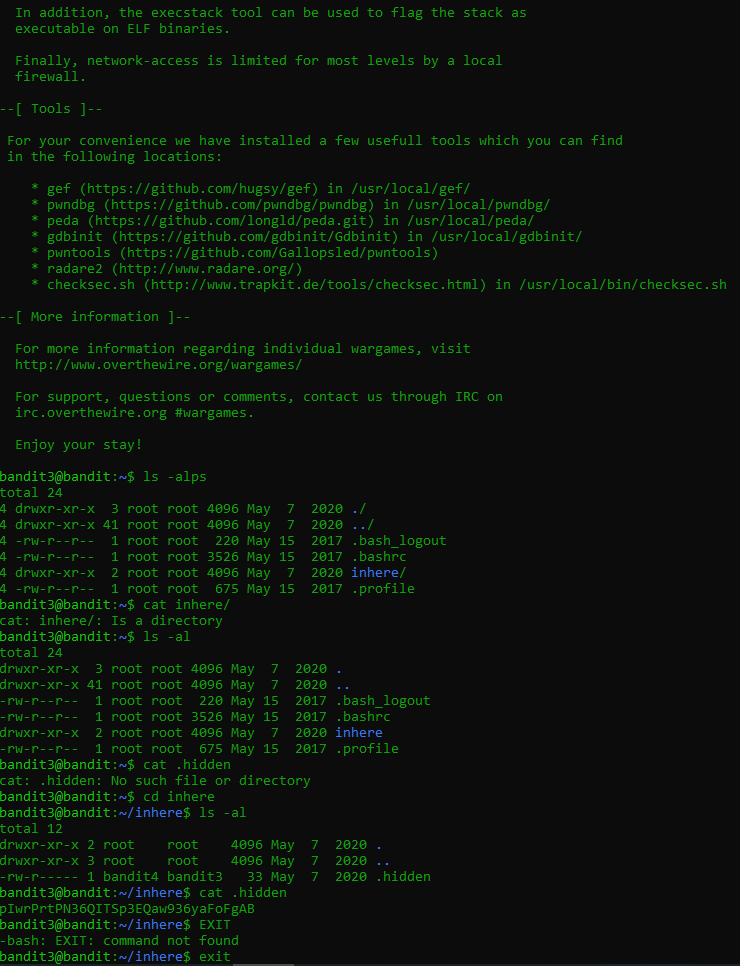 In addition, the execstack tool can be used to flag the stack as
executable on ELF binaries.
Finally, network-access is limited for most levels by a local
firewall.
--[ Tools ]--
For your convenience we have installed a few usefull tools which you can find
in the following locations:
* gef (https://github.com/hugsy/gef) in /usr/local/gef/
* pwndbg (https://github.com/pwndbg/pwndbg) in /usr/local/pwndbg/
* peda (https://github.com/longld/peda.git) in /usr/local/peda/
* gdbinit (https://github.com/gdbinit/Gdbinit) in /usr/local/gdbinit/
* pwntools (https://github.com/Gallopsled/pwntools)
* radare2 (http://www.radare.org/)
* checksec.sh (http://www.trapkit.de/tools/checksec.html) in /usr/local/bin/checksec.sh
--[ More information ]--
For more information regarding individual wargames, visit
http://www.overthewire.org/wargames/
For support, questions or comments, contact us through IRC on
irc.overthewire.org #wargames.
Enjoy your stay!
bandit3@bandit:~$ ls -alps
total 24
4 drwxr-xr-x  3 root root 4096 May  7  2020 ./
4 drwxr-xr-x 41 root root 4096 May  7  2020 ../
4 -rw-r--r--  1 root root  220 May 15  2017 .bash_logout
4 -rw-r--r--  1 root root 3526 May 15  2017 .bashrc
4 drwxr-xr-x  2 root root 4096 May  7  2020 inhere/
4 -rw-r--r--  1 root root  675 May 15  2017 .profile
bandit3@bandit:~$ cat inhere/
cat: inhere/: Is a directory
bandit3@bandit:~$ ls -al
total 24
drwxr-xr-x  3 root root 4096 May  7  2020 .
drwxr-xr-x 41 root root 4096 May  7  2020 ..
-rw-r--r--  1 root root  220 May 15  2017 .bash_logout
-rw-r--r--  1 root root 3526 May 15  2017 .bashrc
drwxr-xr-x  2 root root 4096 May  7  2020 inhere
-rw-r--r--  1 root root  675 May 15  2017 .profile
bandit3@bandit:~$ cat .hidden
cat: .hidden: No such file or directory
bandit3@bandit:~$ cd inhere
bandit3@bandit:~/inhere$ ls -al
total 12
drwxr-xr-x 2 root    root    4096 May  7  2020 .
drwxr-xr-x 3 root    root    4096 May  7  2020 ..
-rw-r----- 1 bandit4 bandit3   33 May  7  2020 .hidden
bandit3@bandit:~/inhere$ cat .hidden
pIwrPrtPN36QITSp3EQaw936yaFoFgAB
bandit3@bandit:~/inhere$ EXIT
-bash: EXIT: command not found
bandit3@bandit:~/inhere$ exit